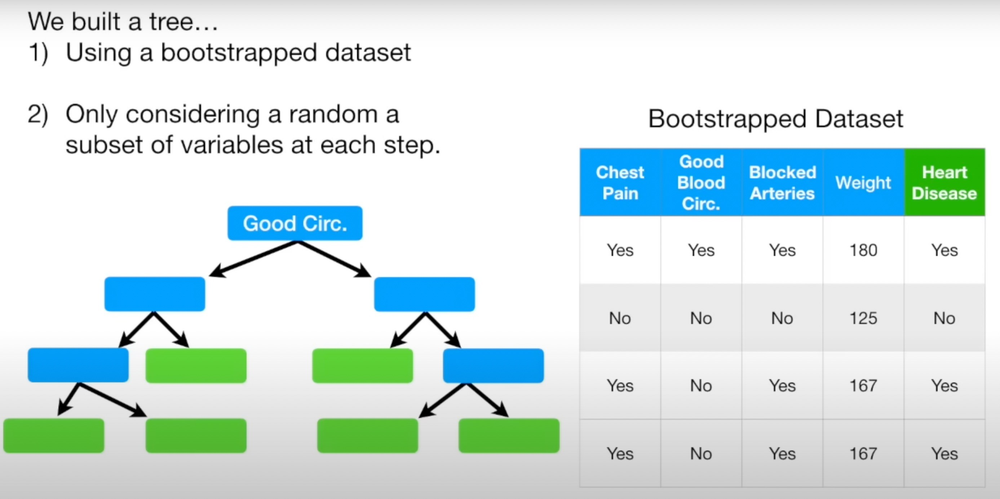 We built a tree...
1) Using a bootstrapped dataset
2) Only considering a random a
subset of variables at each step.
Good Circ.
Bootstrapped Dataset
Chest Pain Good Blood Circ. Blocked Arteries Weight Heart Disease
Yes Yes Yes 180 Yes
No No No 125 No
Yes No Yes 167 Yes
Yes No Yes 167 Yes